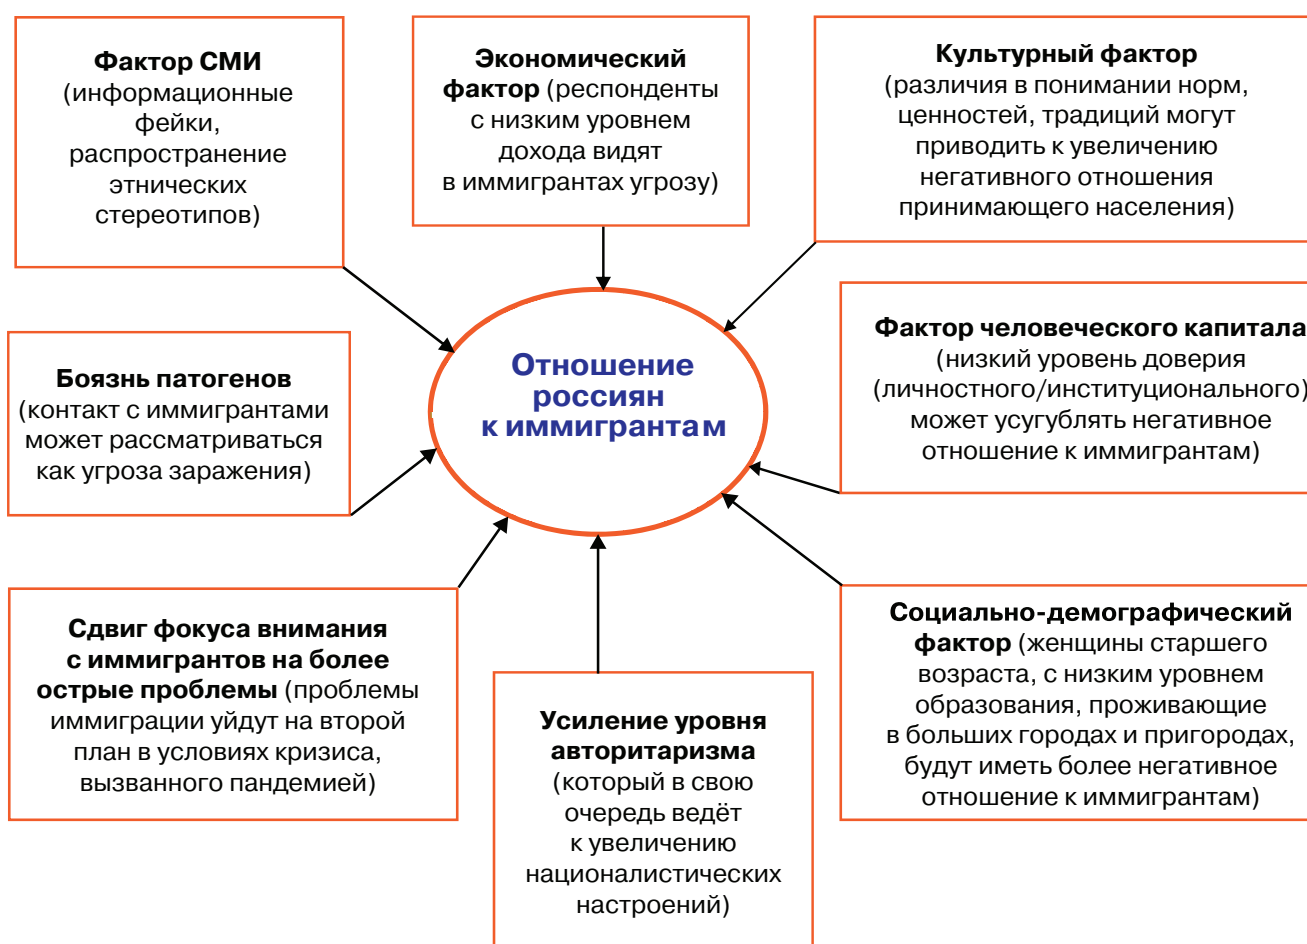 Фактор СМИ
(информационные
фейки,
распространение
этнических
стереотипов)
Экономический
фактор (респонденты
с низким уровнем
дохода видят
в иммигрантах угрозу)
Культурный фактор
(различия в понимании норм,
ценностей, традиций могут
приводить к увеличению
негативного отношения
принимающего населения)
Боязнь патогенов
(контакт с иммигрантами
может рассматриваться
как угроза заражения)
Отношение
россиян
к иммигрантам
Фактор человеческого капитала
(низкий уровень доверия
(личностного/институционального)
может усугублять негативное
отношение к иммигрантам)
Сдвиг фокуса внимания
с иммигрантов на более
острые проблемы (проблемы
иммиграции уйдут на второй
план в условиях кризиса,
вызванного пандемией)
Усиление уровня
авторитаризма
(который в свою
очередь ведёт
к увеличению
националистических
настроений)
Социально-демографический
фактор (женщины старшего
возраста, с низким уровнем
образования, проживающие
в больших городах и пригородах,
будут иметь более негативное
отношение к иммигрантам)